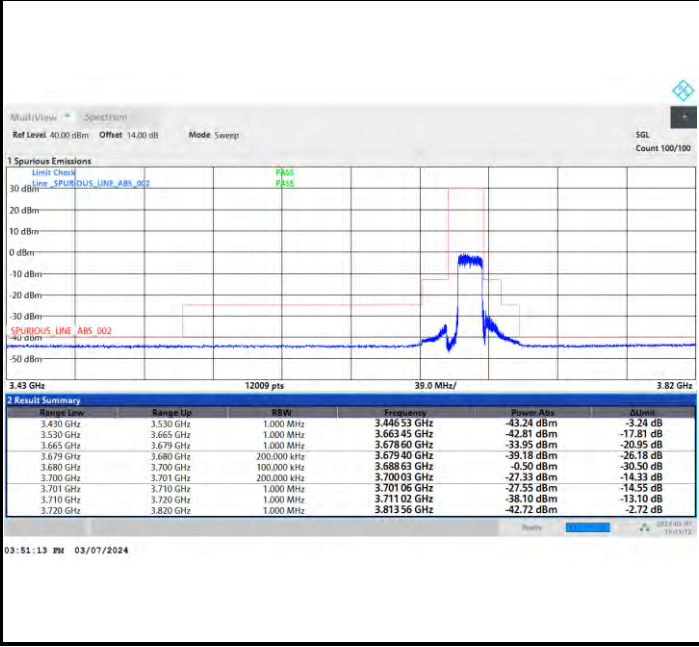 MultiView Spectrum
Ref Level 40.00 dBm Offset 14.00 dB Mode Sweep SGL
Count 100/100
1 Spurious Emissions
Limit Check PASS
Line _SPURIOUS_LINE_ABS_002 PASS
30 dBm
20 dBm
10 dBm
0 dBm
-10 dBm
-20 dBm
-30 dBm
SPURIOUS_LINE_ABS_002
-40 dBm
-50 dBm
3.43 GHz 12009 pts 39.0 MHz/ 3.82 GHz
2 Result Summary
Range Low Range Up RBW Frequency Power Abs ΔLimit
3.430 GHz 3.530 GHz 1.000 MHz 3.446 53 GHz -43.24 dBm -3.24 dB
3.530 GHz 3.665 GHz 1.000 MHz 3.663 45 GHz -42.81 dBm -17.81 dB
3.665 GHz 3.679 GHz 1.000 MHz 3.678 60 GHz -33.95 dBm -20.95 dB
3.679 GHz 3.680 GHz 200.000 kHz 3.679 40 GHz -39.18 dBm -26.18 dB
3.680 GHz 3.700 GHz 100.000 kHz 3.688 63 GHz -0.50 dBm -30.50 dB
3.700 GHz 3.701 GHz 200.000 kHz 3.700 03 GHz -27.33 dBm -14.33 dB
3.701 GHz 3.710 GHz 1.000 MHz 3.701 06 GHz -27.55 dBm -14.55 dB
3.710 GHz 3.720 GHz 1.000 MHz 3.711 02 GHz -38.10 dBm -13.10 dB
3.720 GHz 3.820 GHz 1.000 MHz 3.813 56 GHz -42.72 dBm -2.72 dB
Ready
03:51:13 PM 03/07/2024